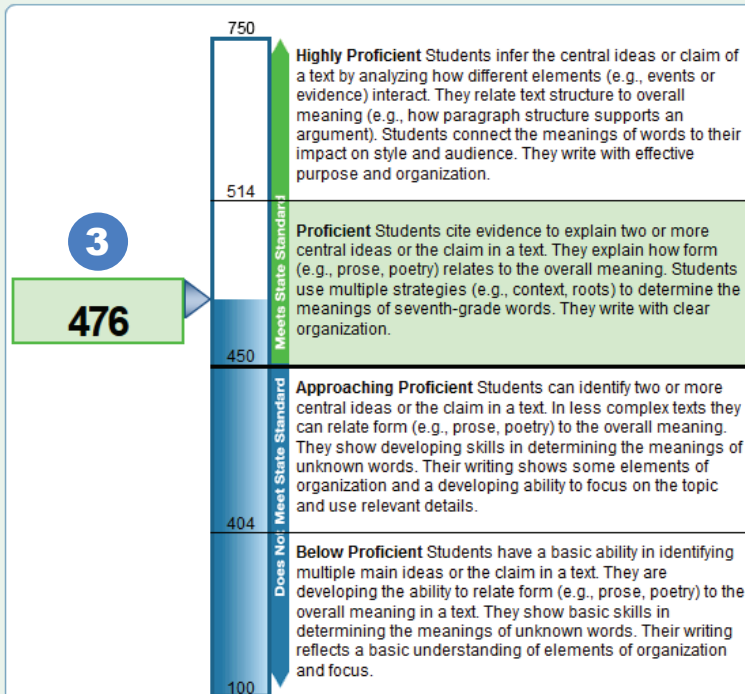 750
Highly Proficient Students infer the central ideas or claim of
a text by analyzing how different elements (e.g., events or
evidence) interact. They relate text structure to overall
meaning (e.g., how paragraph structure supports an
argument). Students connect the meanings of words to their
impact on style and audience. They write with effective
purpose and organization.
514
Meets State Standard
3
476
Proficient Students cite evidence to explain two or more
central ideas or the claim in a text. They explain how form
(e.g., prose, poetry) relates to the overall meaning. Students
use multiple strategies (e.g., context, roots) to determine the
meanings of seventh-grade words. They write with clear
organization.
450
Does Not Meet State Standard
Approaching Proficient Students can identify two or more
central ideas or the claim in a text. In less complex texts they
can relate form (e.g., prose, poetry) to the overall meaning.
They show developing skills in determining the meanings of
unknown words. Their writing shows some elements of
organization and a developing ability to focus on the topic
and use relevant details.
404
Below Proficient Students have a basic ability in identifying
multiple main ideas or the claim in a text. They are
developing the ability to relate form (e.g., prose, poetry) to the
overall meaning in a text. They show basic skills in
determining the meanings of unknown words. Their writing
reflects a basic understanding of elements of organization
and focus.
100